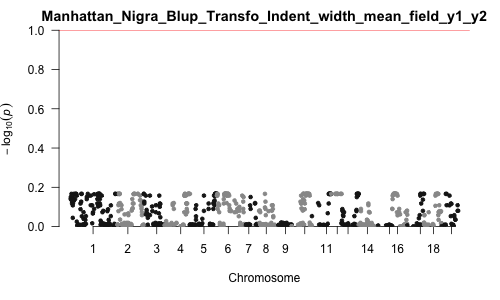 Manhattan_Nigra_Blup_Transfo_Indent_width_mean_field_y1_y2
1.0
0.8
0.6
0.4
0.2
0.0
− log10(p)
1 2 3 4 5 6 7 8 9 11 14 16 18
Chromosome